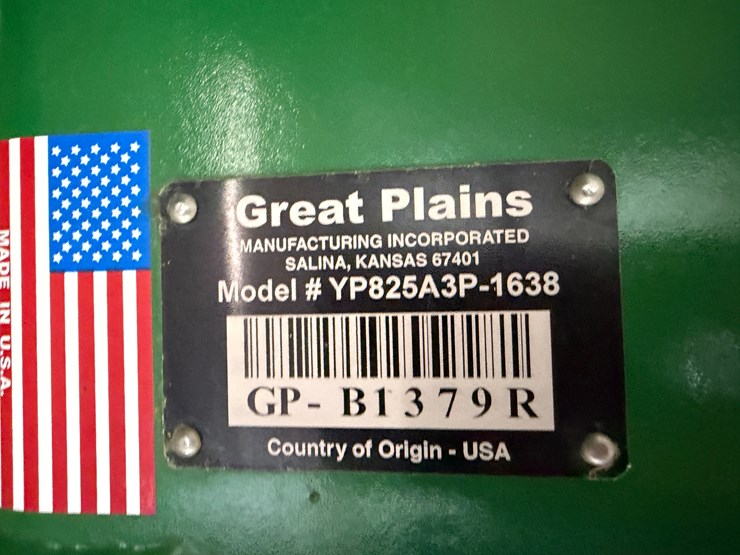 MADE IN U.S.A.
Great Plains
MANUFACTURING INCORPORATED
SALINA, KANSAS 67401
Model # YP825A3P-1638
GP- B1379R
Country of Origin - USA